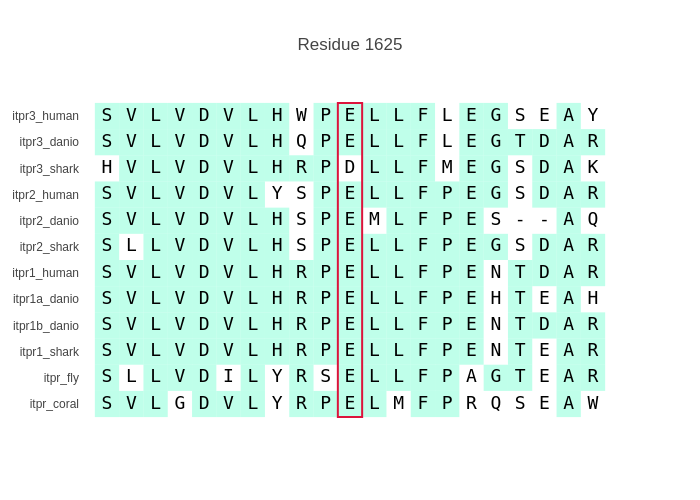 Residue 1625
itpr3_human S V L V D V L H W P E L L F L E G S E A Y
itpr3_danio S V L V D V L H Q P E L L F L E G T D A R
itpr3_shark H V L V D V L H R P D L L F M E G S D A K
itpr2_human S V L V D V L Y S P E L L F P E G S D A R
itpr2_danio S V L V D V L H S P E M L F P E S - - A Q
itpr2_shark S L L V D V L H S P E L L F P E G S D A R
itpr1_human S V L V D V L H R P E L L F P E N T D A R
itpr1a_danio S V L V D V L H R P E L L F P E H T E A H
itpr1b_danio S V L V D V L H R P E L L F P E N T D A R
itpr1_shark S V L V D V L H R P E L L F P E N T E A R
itpr_fly S L L V D I L Y R S E L L F P A G T E A R
itpr_coral S V L G D V L Y R P E L M F P R Q S E A W